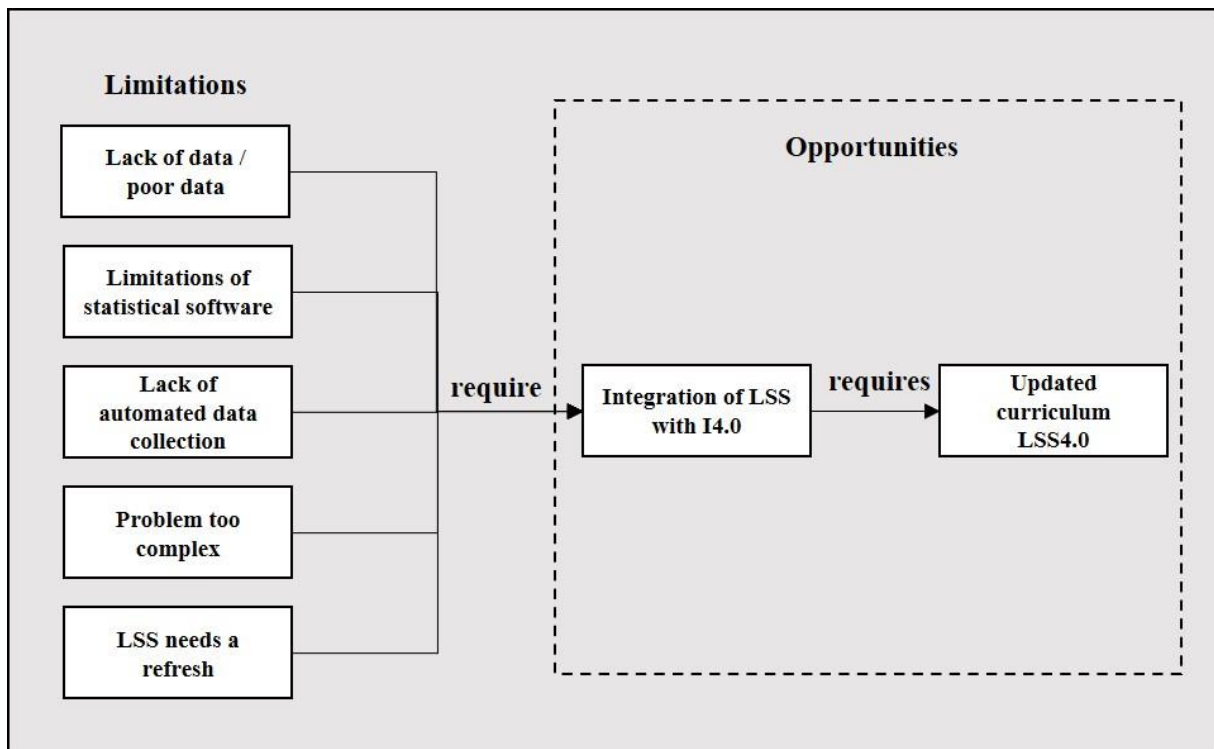 Limitations
Lack of data /
poor data
Limitations of
statistical software
Lack of
automated data
collection
Problem too
complex
LSS needs a
refresh
require
Opportunities
Integration of LSS
with I4.0
requires
Updated
curriculum
LSS4.0